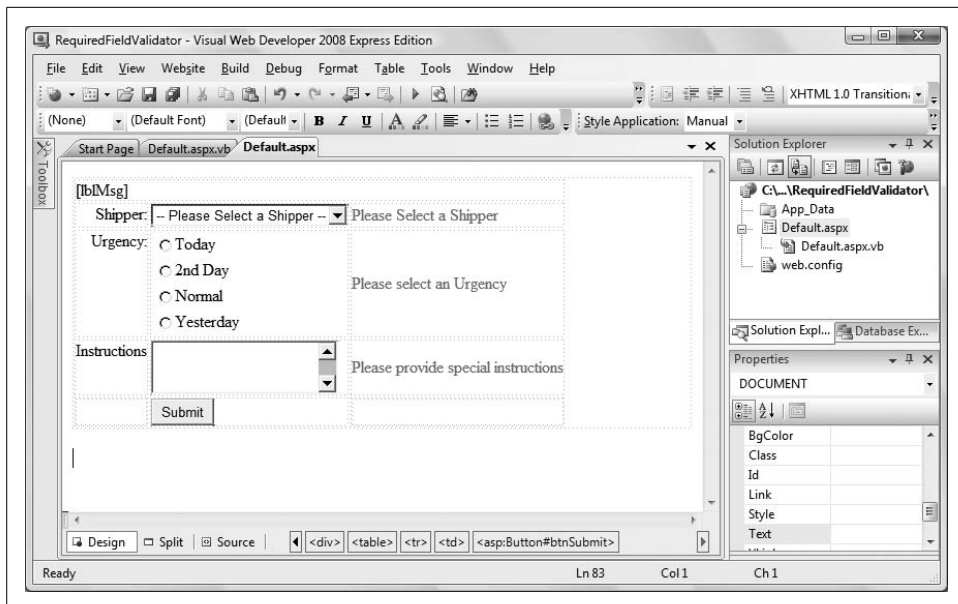 RequiredFieldValidator - Visual Web Developer 2008 Express Edition
File Edit View Website Build Debug Format Table Tools Window Help
XHTML 1.0 Transition
(None) (Default Font) (Default B I U A Style Application: Manual
Toolbox
Start Page Default.aspx.vb Default.aspx
[lblMsg]
Shipper: -- Please Select a Shipper -- Please Select a Shipper
Urgency: Today
2nd Day
Normal
Yesterday
Please select an Urgency
Instructions
Please provide special instructions
Submit
Design Split Source <div> <table> <tr> <td> <asp:Button#btnSubmit>
Solution Explorer
C:\...\RequiredFieldValidator\
App_Data
Default.aspx
Default.aspx.vb
web.config
Solution Expl... Database Ex...
Properties
DOCUMENT
BgColor
Class
Id
Link
Style
Text
Ready Ln 83 Col 1 Ch 1